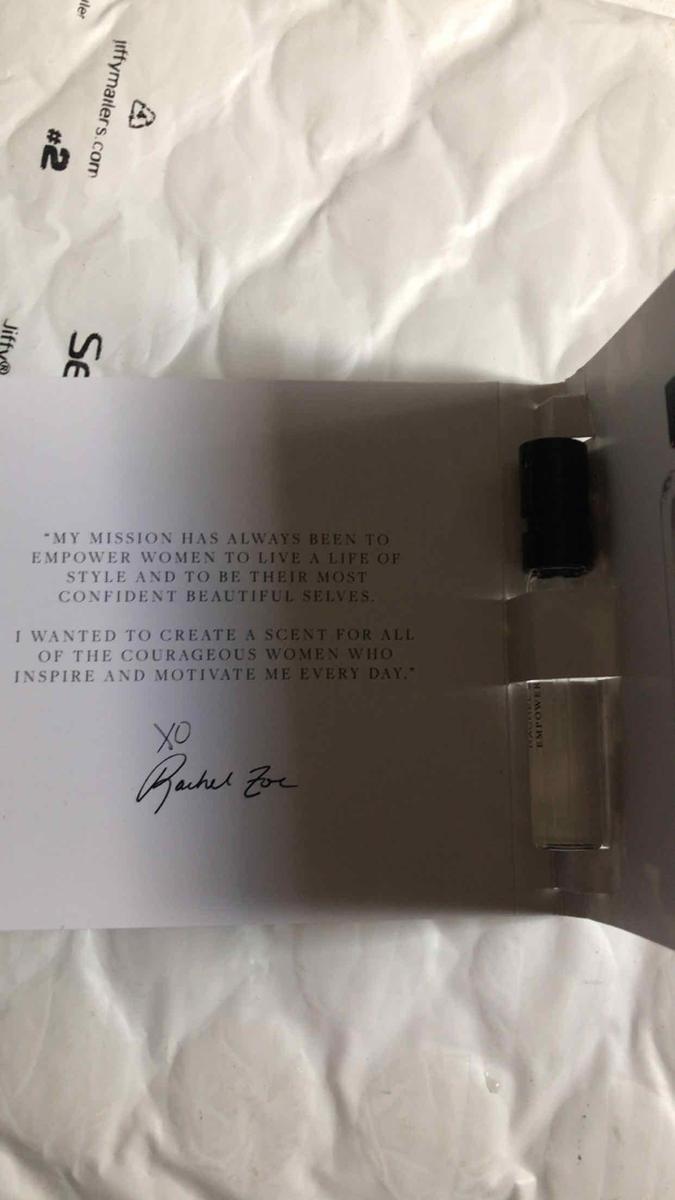 jiffymailers.com
#2
Jiffy®
"MY MISSION HAS ALWAYS BEEN TO
EMPOWER WOMEN TO LIVE A LIFE OF
STYLE AND TO BE THEIR MOST
CONFIDENT BEAUTIFUL SELVES.
I WANTED TO CREATE A SCENT FOR ALL
OF THE COURAGEOUS WOMEN WHO
INSPIRE AND MOTIVATE ME EVERY DAY."
XO
Rachel Zoe
EMPOWER